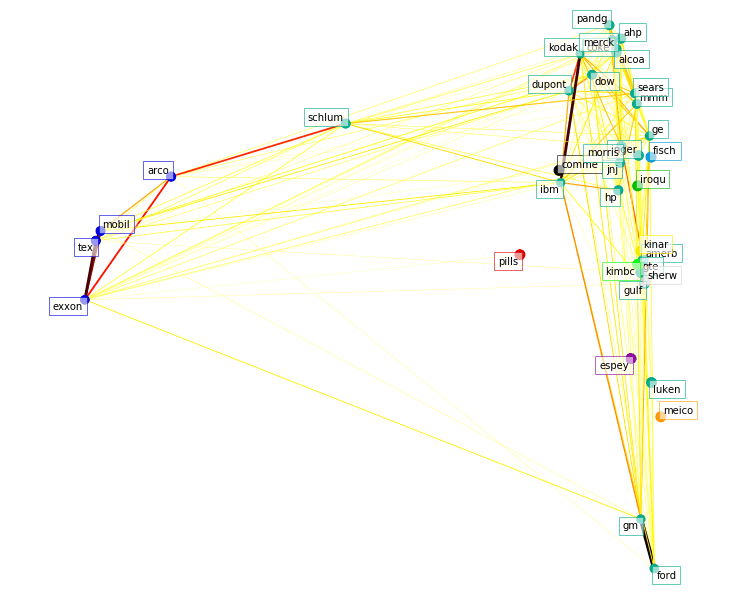 pandg
ahp
merck
coke
kodak
alcoa
dow
dupont
sears
mmm
schlum
ge
morris
fisch
comme
jnj
arco
iroqu
ibm
hp
mobil
kinar
tex
amerb
pills
gte
kimbc
sherw
gulf
exxon
espey
luken
meico
gm
ford